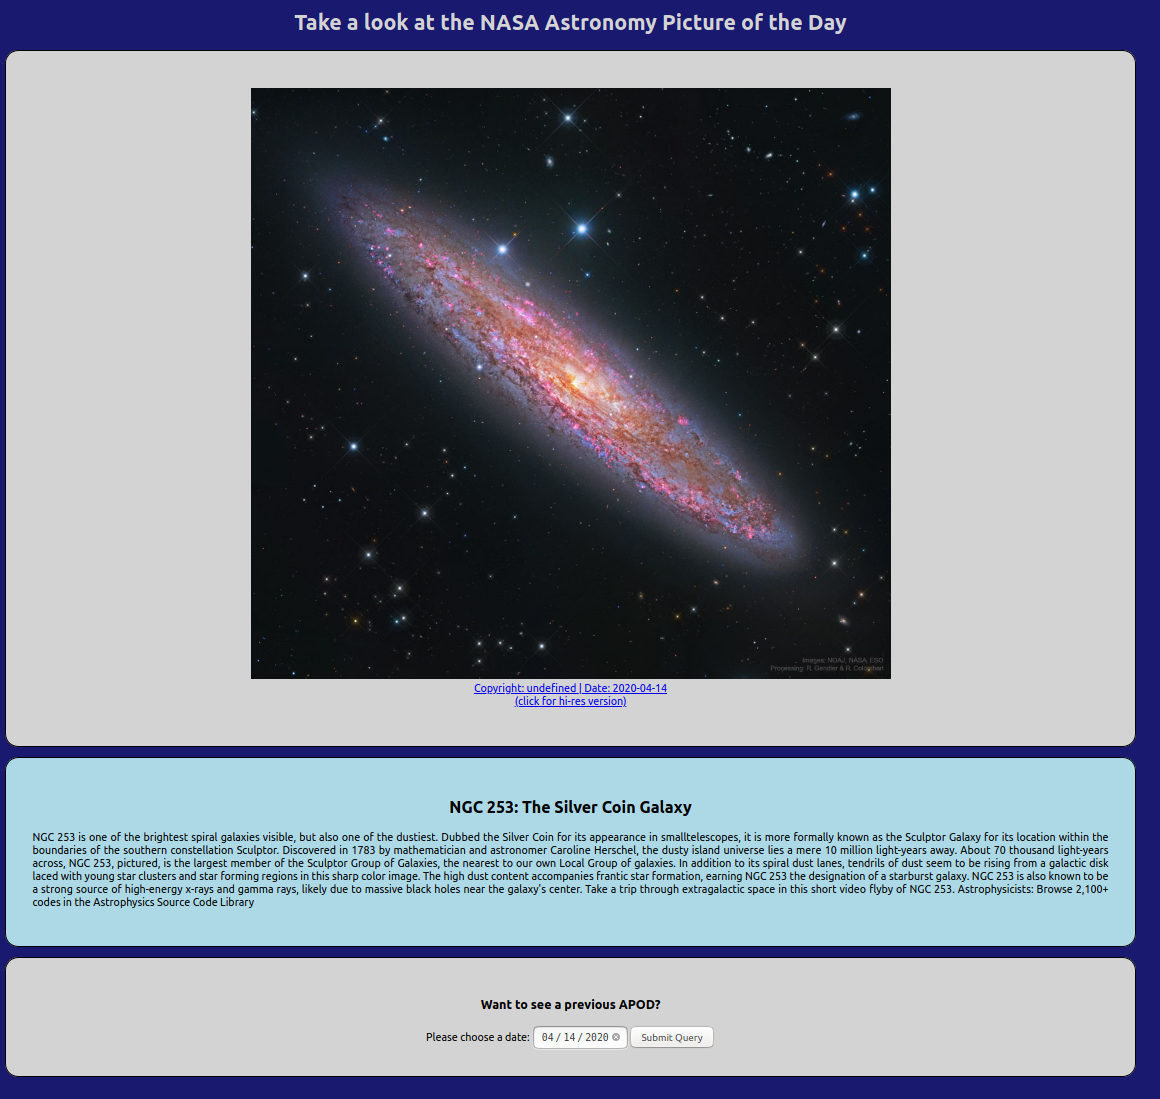 Take a look at the NASA Astronomy Picture of the Day
Images: NOAJ, NASA, ESO
Processing: R. Gendler & R. Colombari
Copyright: undefined | Date: 2020-04-14
(click for hi-res version)
NGC 253: The Silver Coin Galaxy
NGC 253 is one of the brightest spiral galaxies visible, but also one of the dustiest. Dubbed the Silver Coin for its appearance in smalltelescopes, it is more formally known as the Sculptor Galaxy for its location within the
boundaries of the southern constellation Sculptor. Discovered in 1783 by mathematician and astronomer Caroline Herschel, the dusty island universe lies a mere 10 million light-years away. About 70 thousand light-years
across, NGC 253, pictured, is the largest member of the Sculptor Group of Galaxies, the nearest to our own Local Group of galaxies. In addition to its spiral dust lanes, tendrils of dust seem to be rising from a galactic disk
laced with young star clusters and star forming regions in this sharp color image. The high dust content accompanies frantic star formation, earning NGC 253 the designation of a starburst galaxy. NGC 253 is also known to be
a strong source of high-energy x-rays and gamma rays, likely due to massive black holes near the galaxy's center. Take a trip through extragalactic space in this short video flyby of NGC 253. Astrophysicists: Browse 2,100+
codes in the Astrophysics Source Code Library
Want to see a previous APOD?
Please choose a date: 04 / 14 / 2020 Submit Query